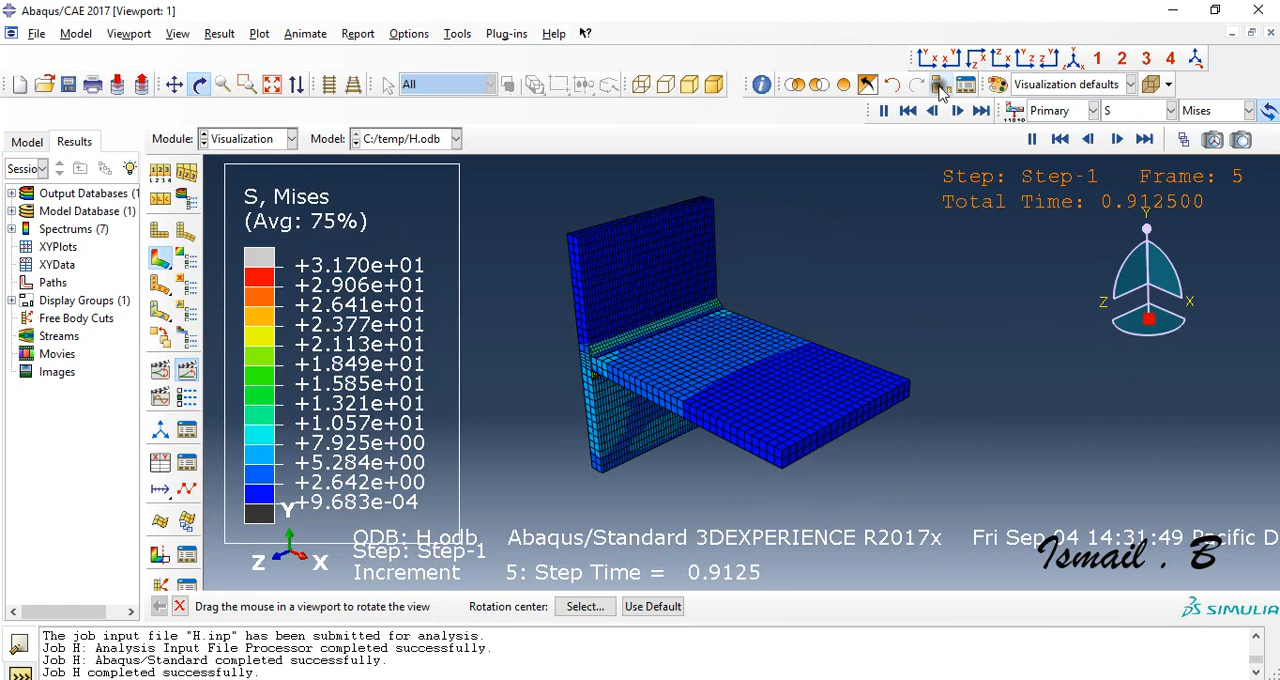 Abaqus/CAE 2017 [Viewport: 1]
File Model Viewport View Result Plot Animate Report Options Tools Plug-ins Help
1 2 3 4
All
Visualization defaults
Primary S Mises
Module: Visualization Model: C:/temp/H.odb
Model Results
Sessio
Output Databases (1
Model Database (1)
Spectrums (7)
XYPlots
XYData
Paths
Display Groups (1)
Free Body Cuts
Streams
Movies
Images
S, Mises
(Avg: 75%)
+3.170e+01
+2.906e+01
+2.641e+01
+2.377e+01
+2.113e+01
+1.849e+01
+1.585e+01
+1.321e+01
+1.057e+01
+7.925e+00
+5.284e+00
+2.642e+00
+9.683e-04
Step: Step-1 Frame: 5
Total Time: 0.912500
Y
Z X
Y
Z X
ODB: H.odb Abaqus/Standard 3DEXPERIENCE R2017x Fri Sep 04 14:31:49 Pacific D
Step: Step-1
Increment 5: Step Time = 0.9125
Ismail . B
Drag the mouse in a viewport to rotate the view Rotation center: Select... Use Default
SIMULIA
The job input file "H.inp" has been submitted for analysis.
Job H: Analysis Input File Processor completed successfully.
Job H: Abaqus/Standard completed successfully.
Job H completed successfully.
>>>